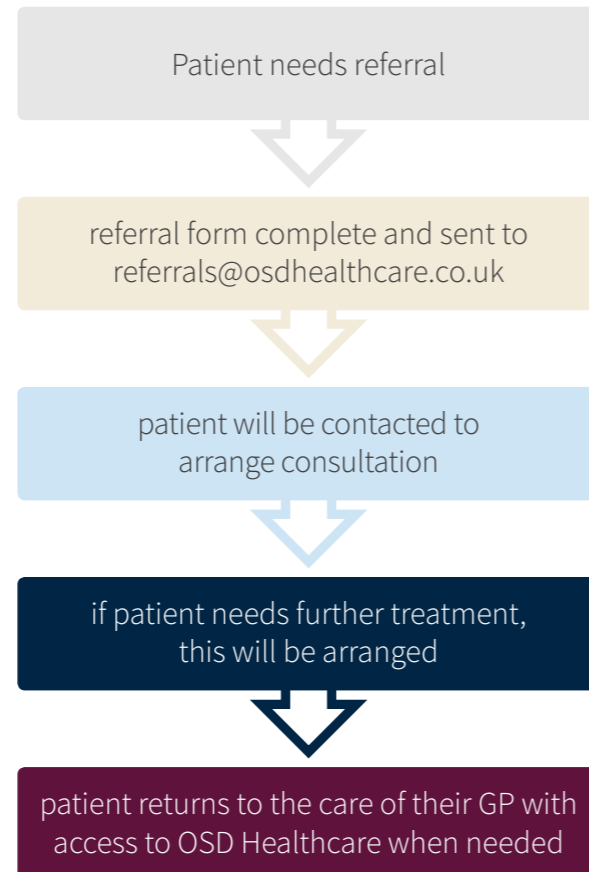 Patient needs referral
referral form complete and sent to
referrals@osdhealthcare.co.uk
patient will be contacted to
arrange consultation
if patient needs further treatment,
this will be arranged
patient returns to the care of their GP with
access to OSD Healthcare when needed